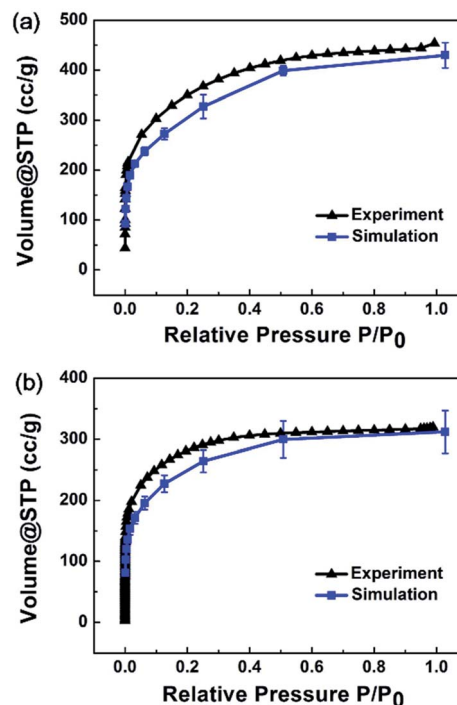 (a)
500
400
300
200
100
0
Volume@STP (cc/g)
Experiment
Simulation
0.0 0.2 0.4 0.6 0.8 1.0
Relative Pressure P/P0
(b)
400
300
200
100
0
Volume@STP (cc/g)
Experiment
Simulation
0.0 0.2 0.4 0.6 0.8 1.0
Relative Pressure P/P0